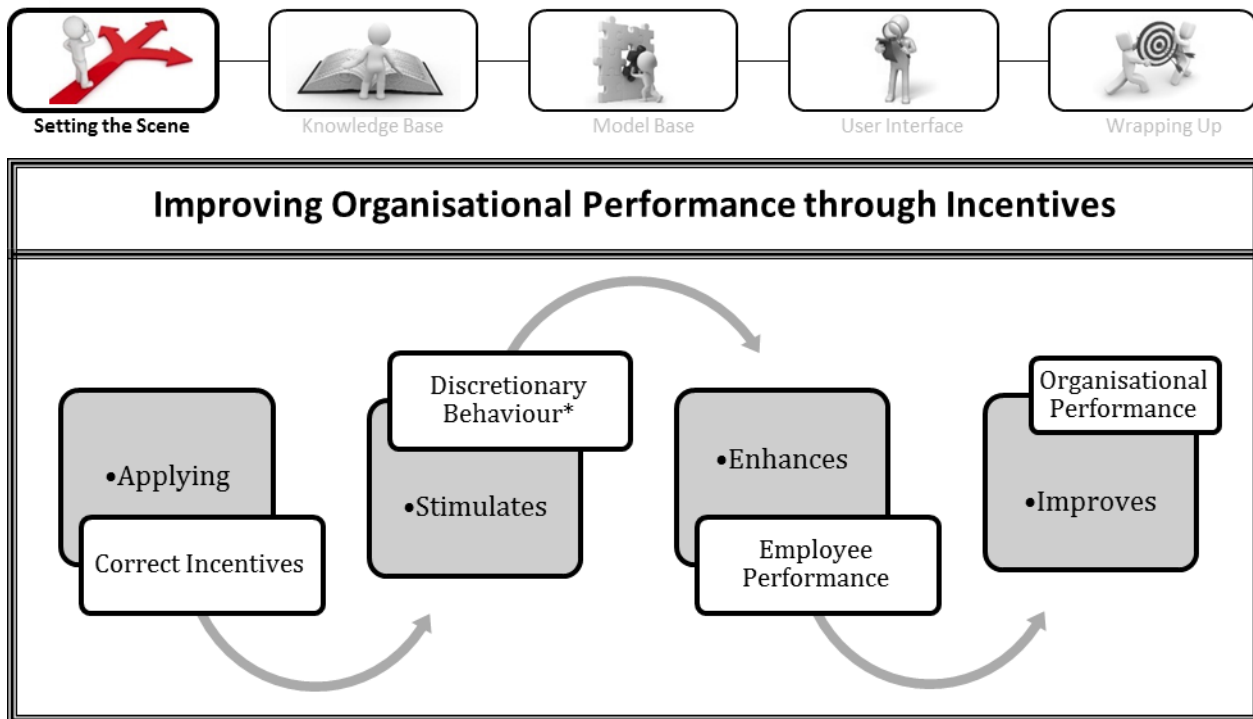 Setting the Scene
Knowledge Base
Model Base
User Interface
Wrapping Up
Improving Organisational Performance through Incentives
•Applying
Correct Incentives
Discretionary
Behaviour*
•Stimulates
•Enhances
Employee
Performance
Organisational
Performance
•Improves